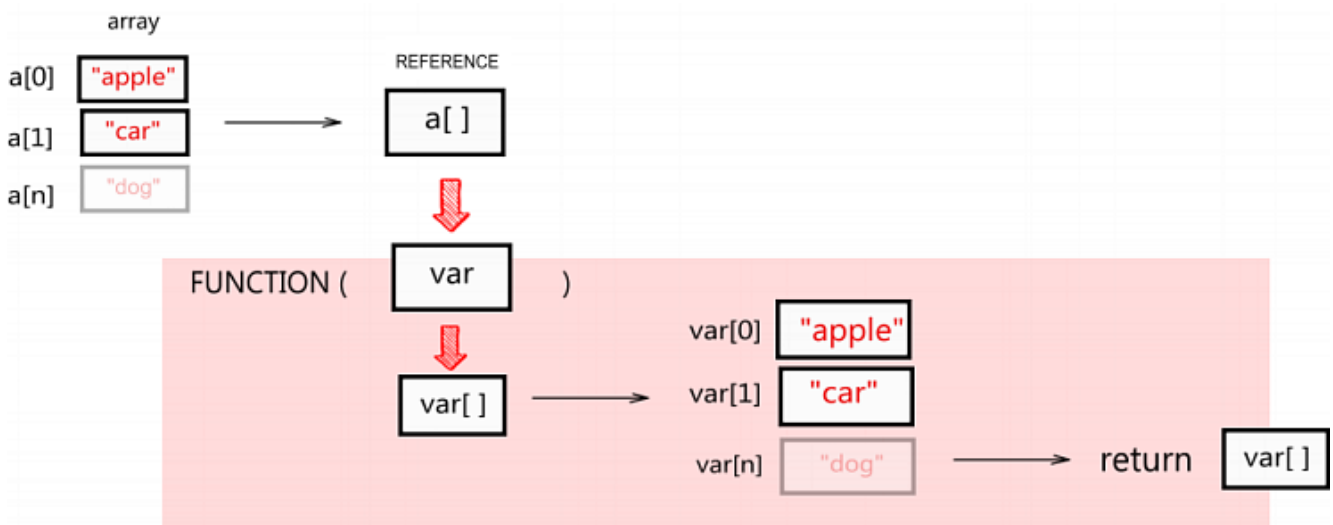 array
REFERENCE
a[0] "apple"
a[ ]
a[1] "car"
a[n] "dog"
FUNCTION ( var )
var[0] "apple"
var[ ]
var[1] "car"
var[n] "dog"
return var[ ]